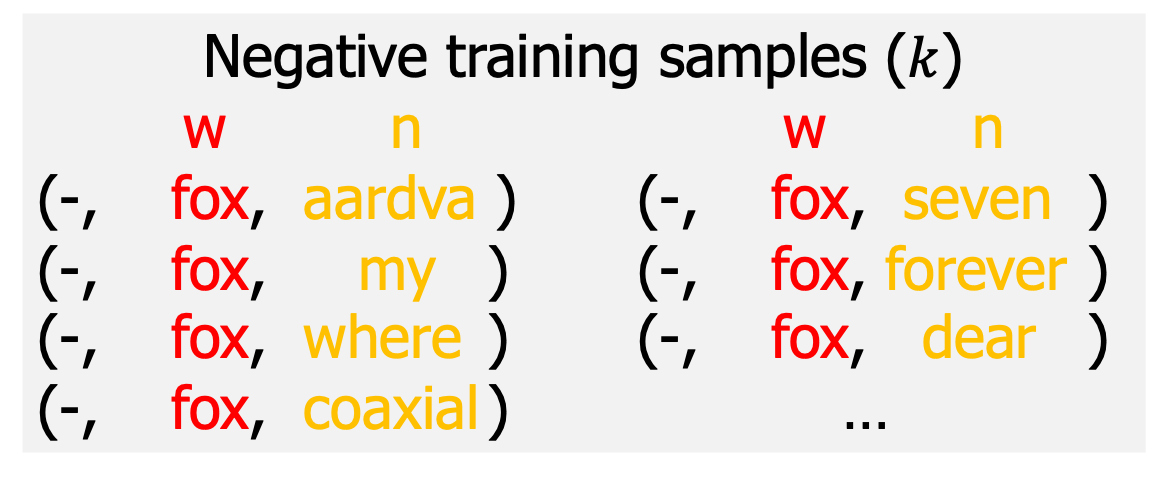 Negative training samples (k)
w n w n
(-, fox, aardva ) (-, fox, seven )
(-, fox, my ) (-, fox, forever )
(-, fox, where ) (-, fox, dear )
(-, fox, coaxial) ...